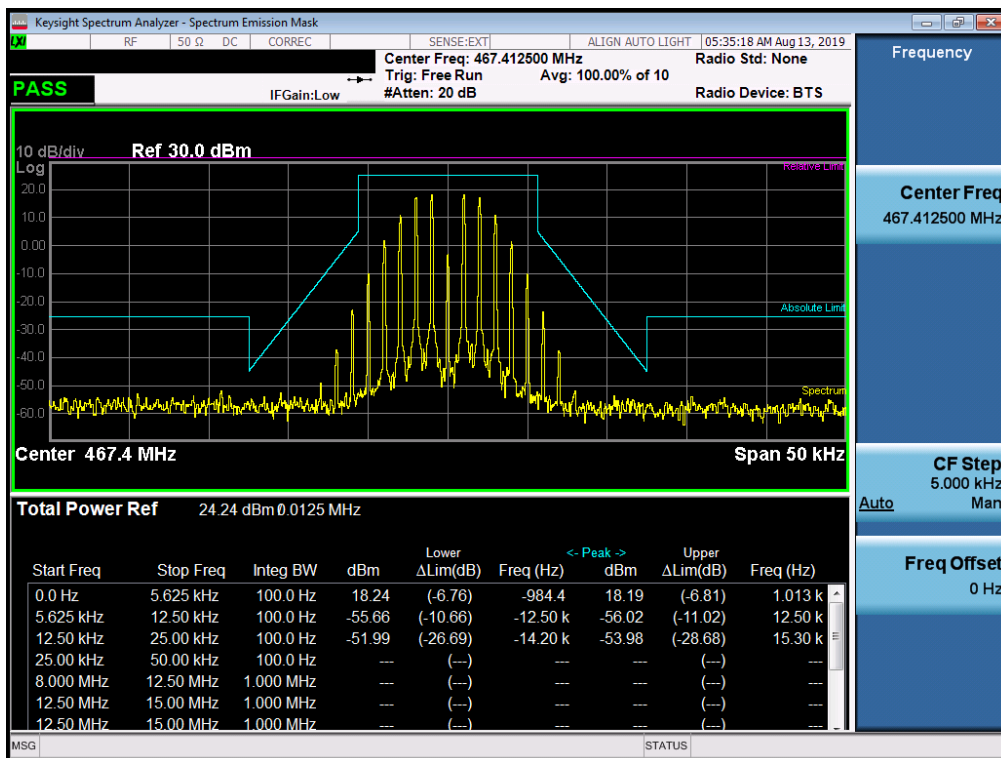 Keysight Spectrum Analyzer - Spectrum Emission Mask
LXI RF 50 Ω DC CORREC SENSE:EXT ALIGN AUTO LIGHT 05:35:18 AM Aug 13, 2019
Center Freq: 467.412500 MHz Radio Std: None
Trig: Free Run Avg: 100.00% of 10
PASS IFGain:Low #Atten: 20 dB Radio Device: BTS
10 dB/div Ref 30.0 dBm
Log Relative Limit
20.0
10.0
0.00
-10.0
-20.0
Absolute Limit
-30.0
-40.0
-50.0
Spectrum
-60.0
Center 467.4 MHz Span 50 kHz
Total Power Ref 24.24 dBm 0.0125 MHz
Lower <- Peak -> Upper
Start Freq Stop Freq Integ BW dBm ΔLim(dB) Freq (Hz) dBm ΔLim(dB) Freq (Hz)
0.0 Hz 5.625 kHz 100.0 Hz 18.24 (-6.76) -984.4 18.19 (-6.81) 1.013 k
5.625 kHz 12.50 kHz 100.0 Hz -55.66 (-10.66) -12.50 k -56.02 (-11.02) 12.50 k
12.50 kHz 25.00 kHz 100.0 Hz -51.99 (-26.69) -14.20 k -53.98 (-28.68) 15.30 k
25.00 kHz 50.00 kHz 100.0 Hz --- (---) --- --- (---) ---
8.000 MHz 12.50 MHz 1.000 MHz --- (---) --- --- (---) ---
12.50 MHz 15.00 MHz 1.000 MHz --- (---) --- --- (---) ---
12.50 MHz 15.00 MHz 1.000 MHz --- (---) --- --- (---) ---
MSG STATUS
Frequency
Center Freq
467.412500 MHz
CF Step
5.000 kHz
Auto Man
Freq Offset
0 Hz